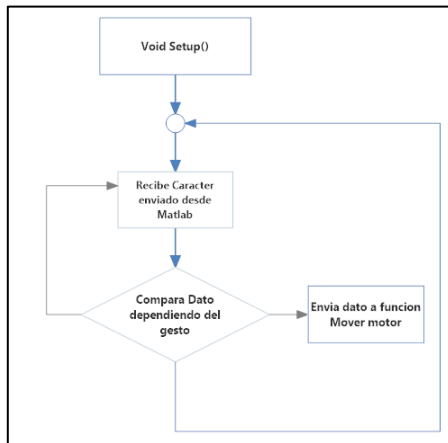 Void Setup()
Recibe Caracter
enviado desde
Matlab
Compara Dato
dependiendo del
gesto
Envia dato a funcion
Mover motor